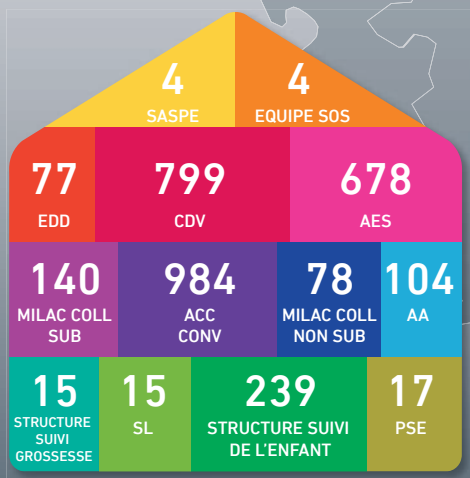 4
SASPE
4
EQUIPE SOS
77
EDD
799
CDV
678
AES
140
MILAC COLL
SUB
984
ACC
CONV
78
MILAC COLL
NON SUB
104
AA
15
STRUCTURE
SUIVI
GROSSESSE
15
SL
239
STRUCTURE SUIVI
DE L'ENFANT
17
PSE